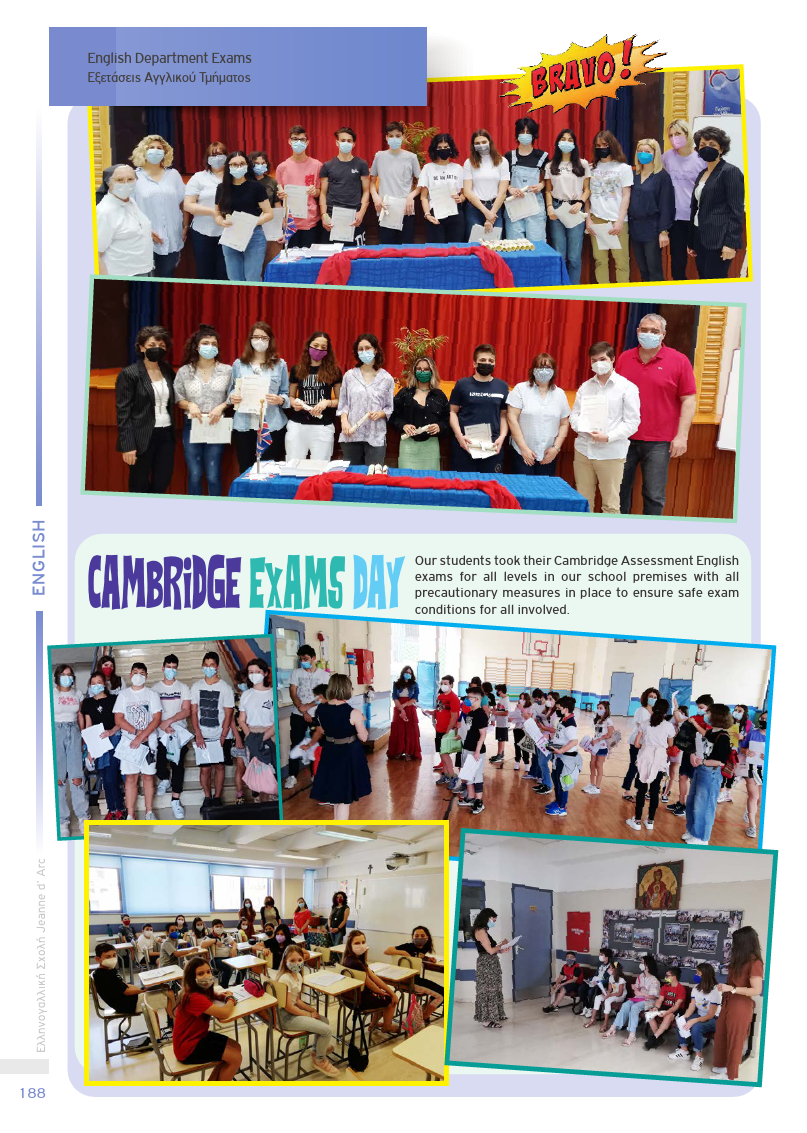 English Department Exams
Εξετάσεις Αγγλικού Τμήματος
BRAVO!
CAMBRiDGE EXAMS DAY
Our students took their Cambridge Assessment English
exams for all levels in our school premises with all
precautionary measures in place to ensure safe exam
conditions for all involved.
ENGLISH
Ελληνογαλλική Σχολή Jeanne d' Arc
188